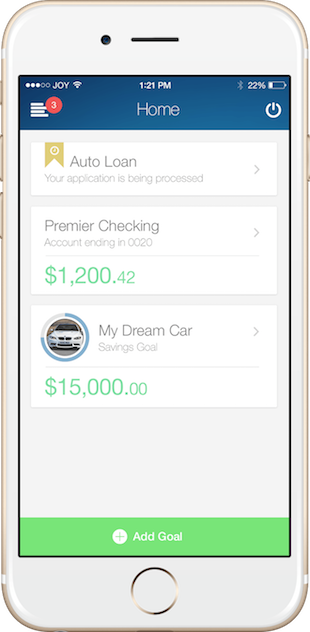 JOY 1:21 PM 22%
3
Home
Auto Loan
Your application is being processed
Premier Checking
Account ending in 0020
$1,200.42
My Dream Car
Savings Goal
$15,000.00
Add Goal